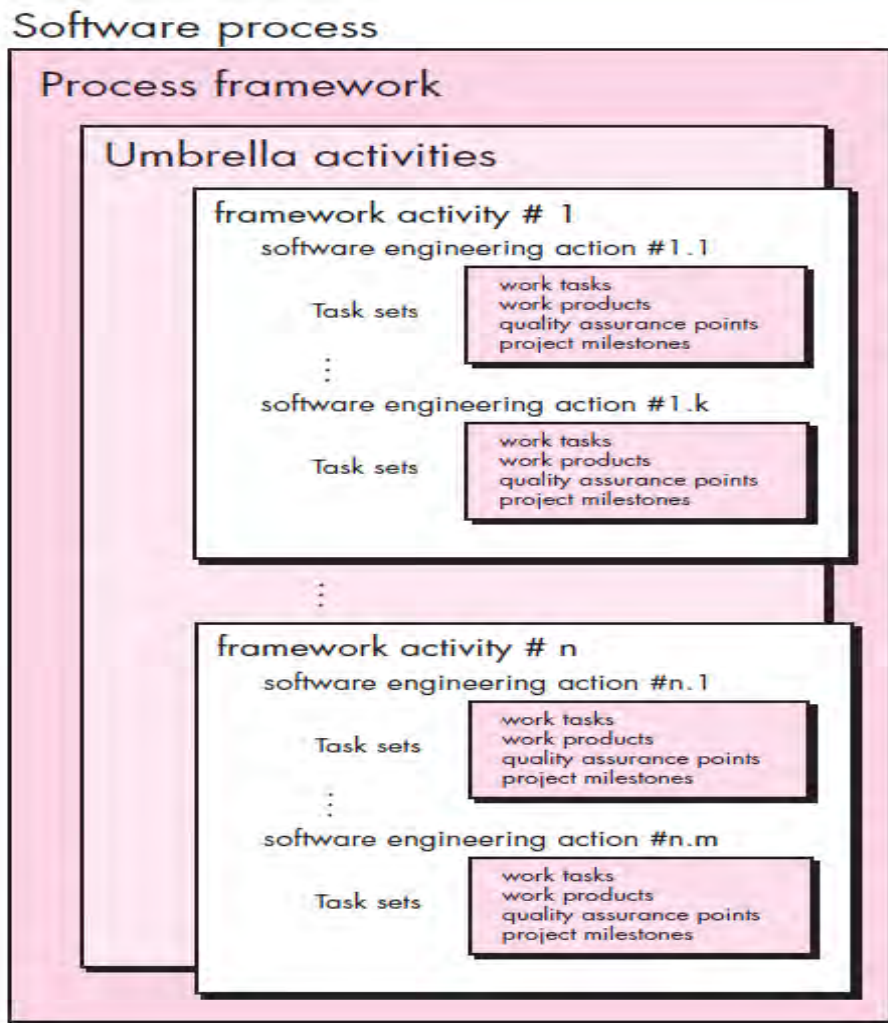 Software process
Process framework
Umbrella activities
framework activity # 1
software engineering action #1.1
Task sets
work tasks
work products
quality assurance points
project milestones
software engineering action #1.k
Task sets
work tasks
work products
quality assurance points
project milestones
framework activity # n
software engineering action #n.1
Task sets
work tasks
work products
quality assurance points
project milestones
software engineering action #n.m
Task sets
work tasks
work products
quality assurance points
project milestones